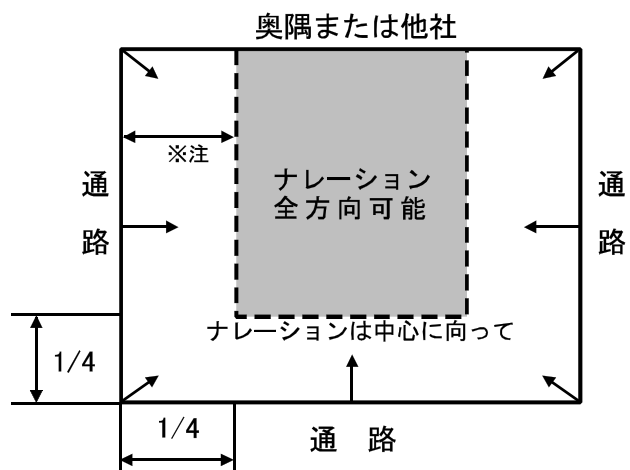 奥隅または他社
※注
通路
ナレーション
全方向可能
通路
ナレーションは中心に向って
1/4
1/4
通 路